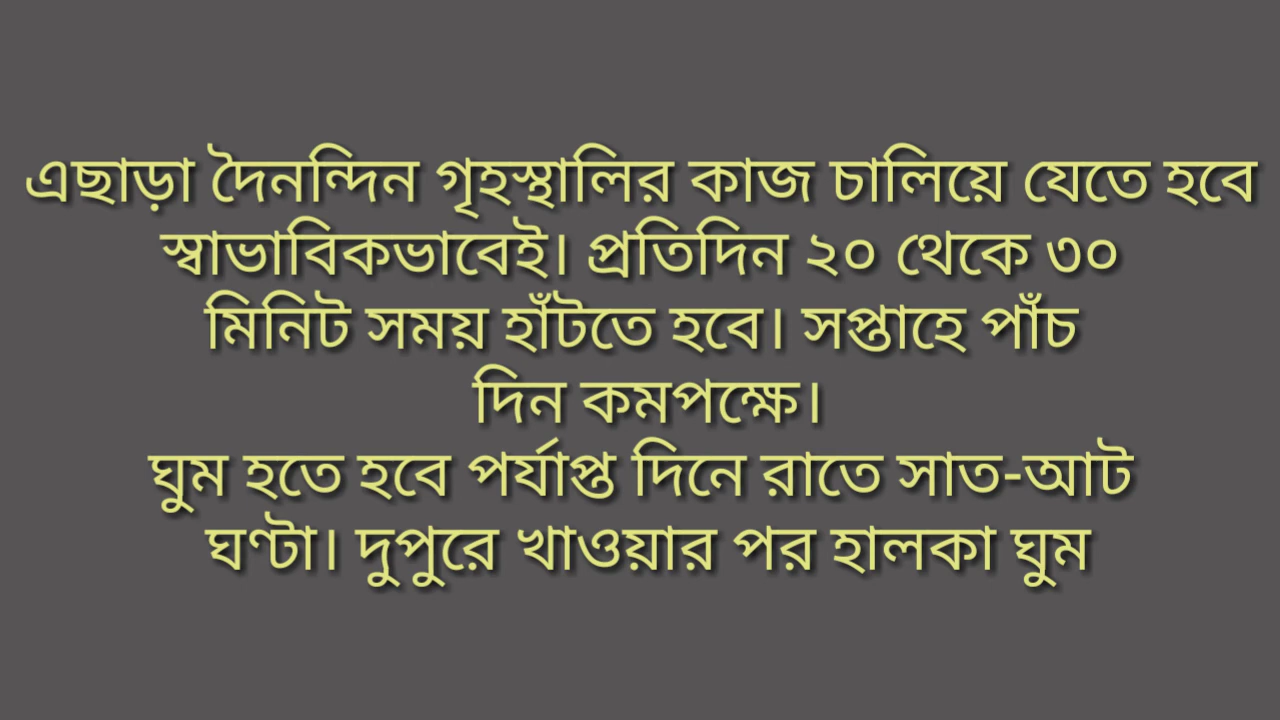 এছাড়া দৈনন্দিন গৃহস্থালির কাজ চালিয়ে যেতে হবে
স্বাভাবিকভাবেই। প্রতিদিন ২০ থেকে ৩০
মিনিট সময় হাঁটতে হবে। সপ্তাহে পাঁচ
দিন কমপক্ষে।
ঘুম হতে হবে পর্যাপ্ত দিনে রাতে সাত-আট
ঘণ্টা। দুপুরে খাওয়ার পর হালকা ঘুম